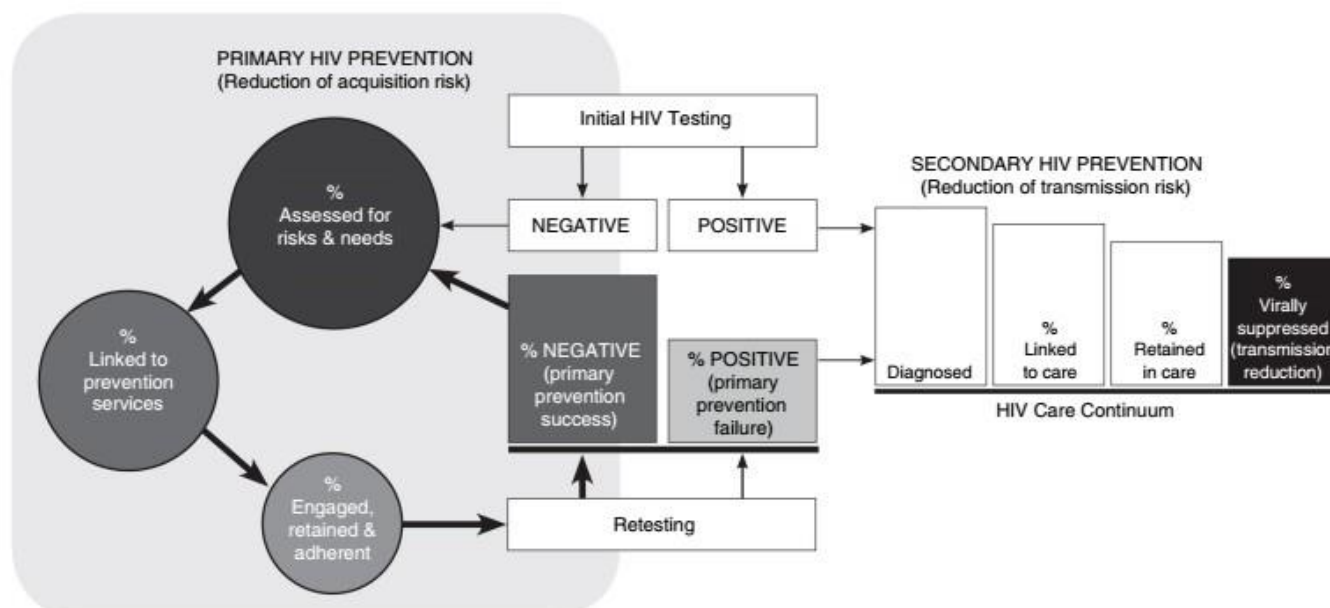 PRIMARY HIV PREVENTION
(Reduction of acquisition risk)
Initial HIV Testing
NEGATIVE
POSITIVE
%
Assessed for
risks & needs
%
Linked to
prevention
services
%
Engaged,
retained &
adherent
Retesting
% NEGATIVE
(primary
prevention
success)
% POSITIVE
(primary
prevention
failure)
SECONDARY HIV PREVENTION
(Reduction of transmission risk)
Diagnosed
%
Linked
to care
%
Retained
in care
%
Virally
suppressed
(transmission
reduction)
HIV Care Continuum